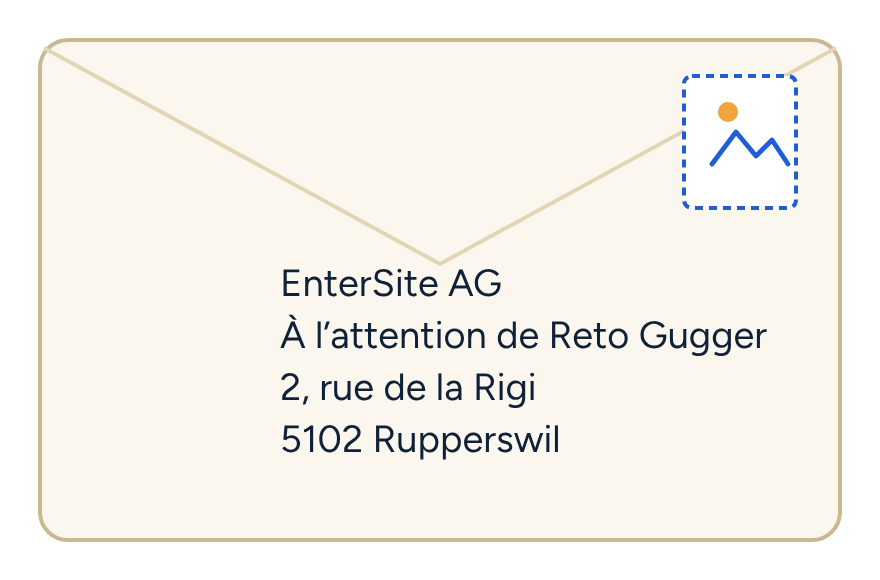 EnterSite AG
À l’attention de Reto Gugger
2, rue de la Rigi
5102 Rupperswil